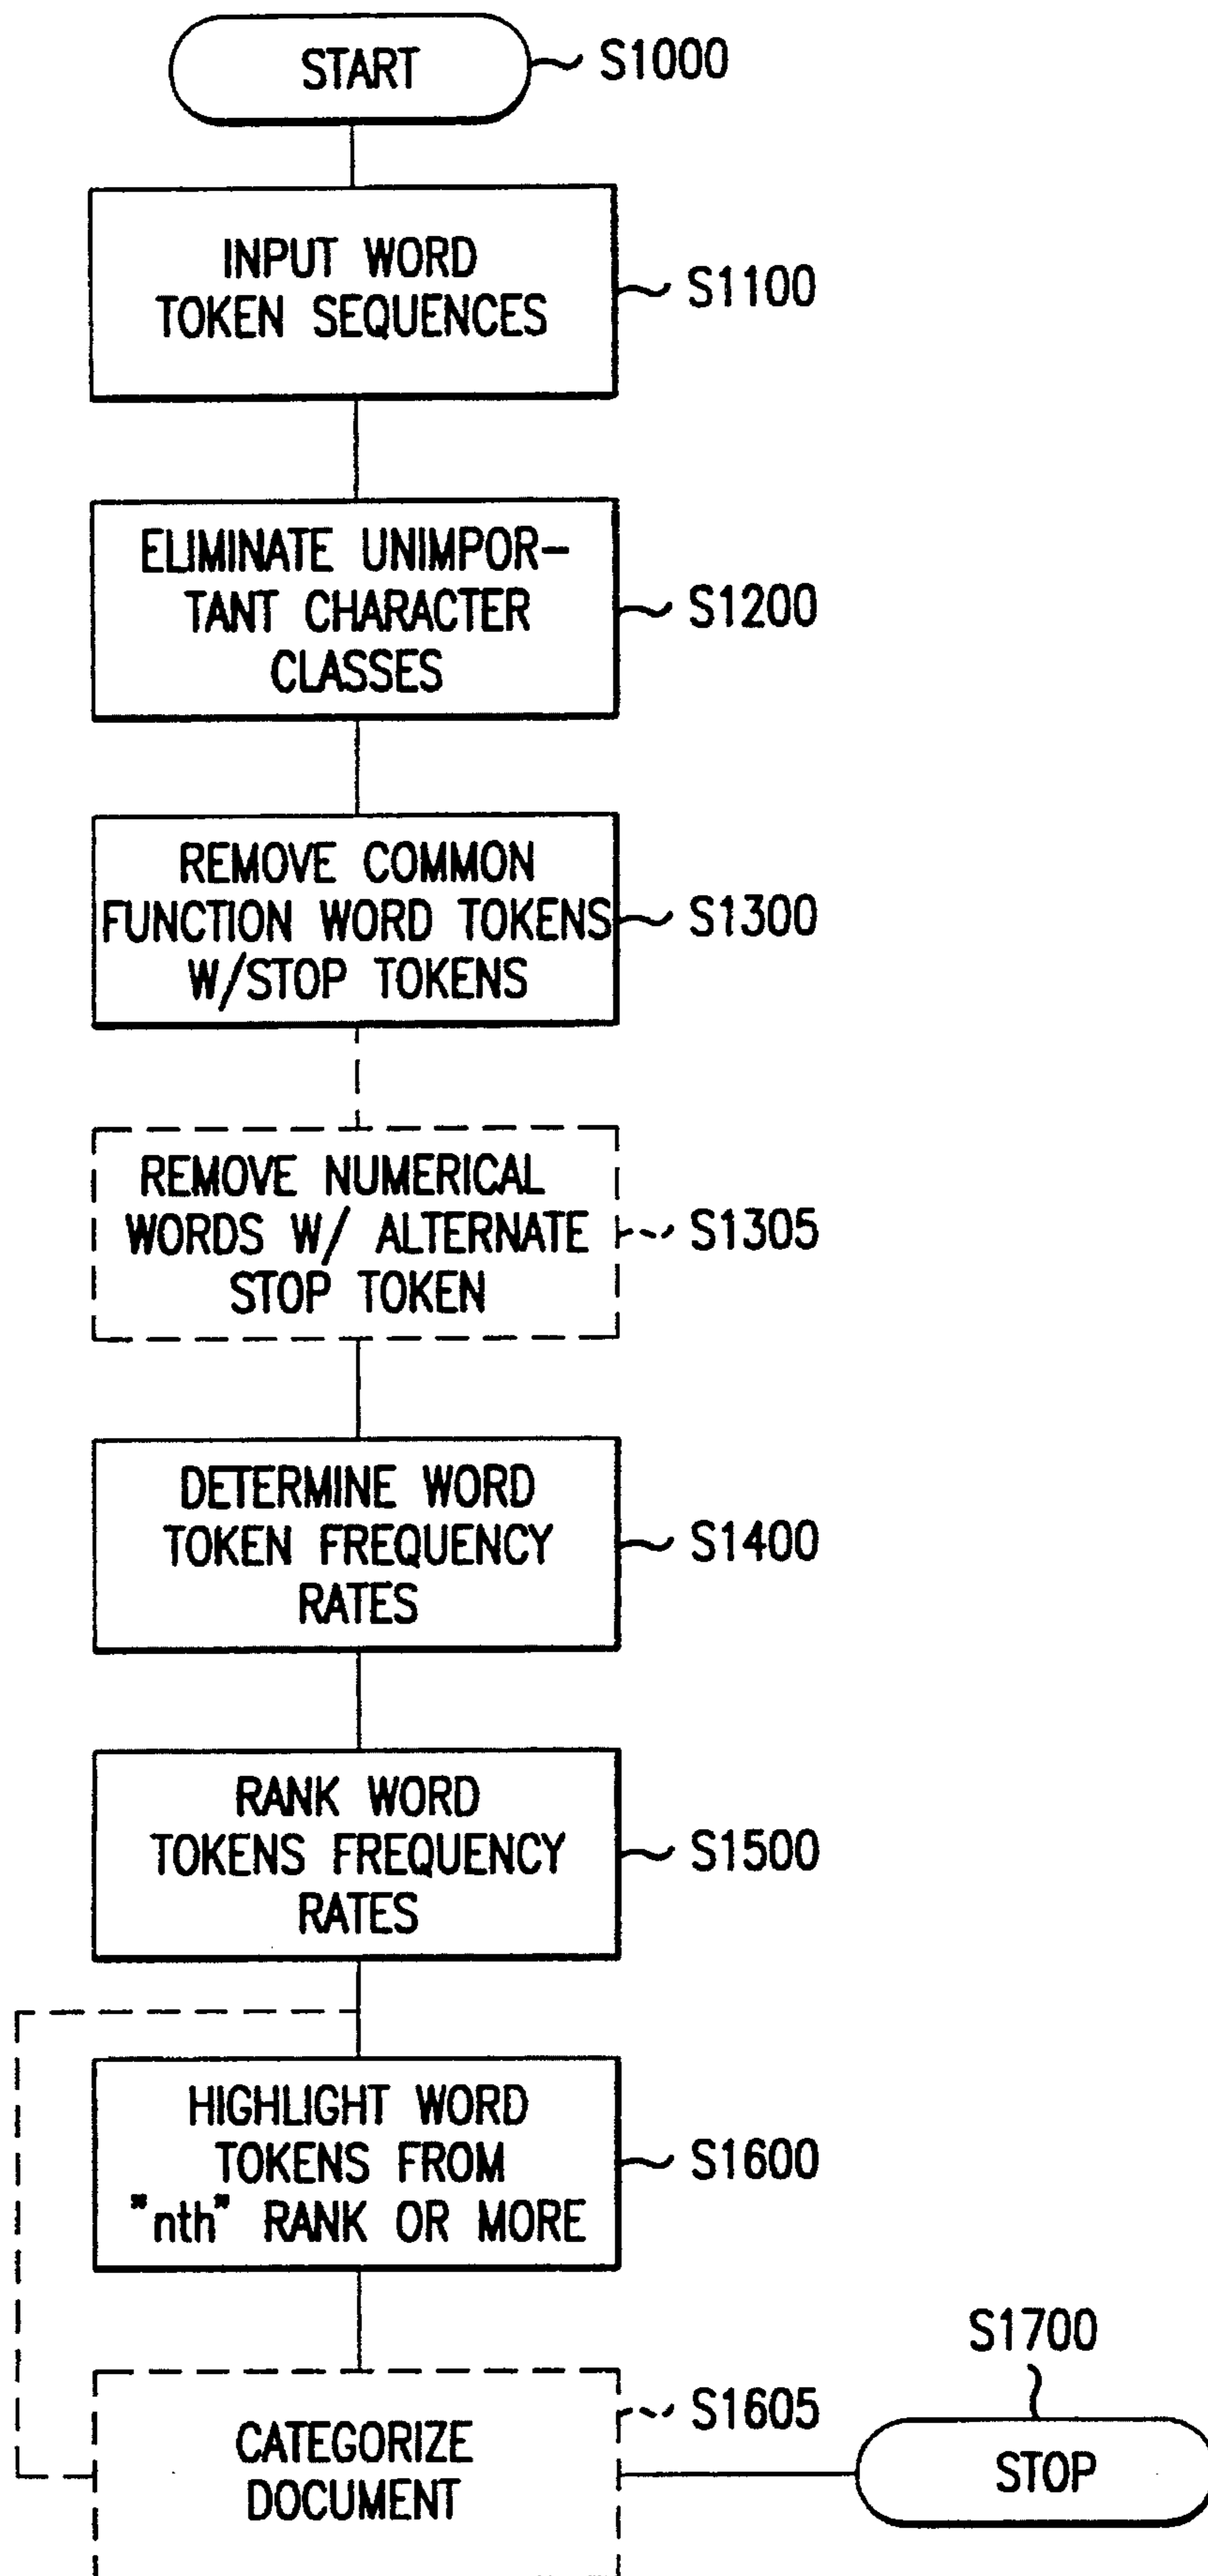 START
S1000
INPUT WORD
TOKEN SEQUENCES
S1100
ELIMINATE UNIMPOR-
TANT CHARACTER
CLASSES
S1200
REMOVE COMMON
FUNCTION WORD TOKENS
W/STOP TOKENS
S1300
REMOVE NUMERICAL
WORDS W/ ALTERNATE
STOP TOKEN
S1305
DETERMINE WORD
TOKEN FREQUENCY
RATES
S1400
RANK WORD
TOKENS FREQUENCY
RATES
S1500
HIGHLIGHT WORD
TOKENS FROM
"nth" RANK OR MORE
S1600
CATEGORIZE
DOCUMENT
S1605
S1700
STOP